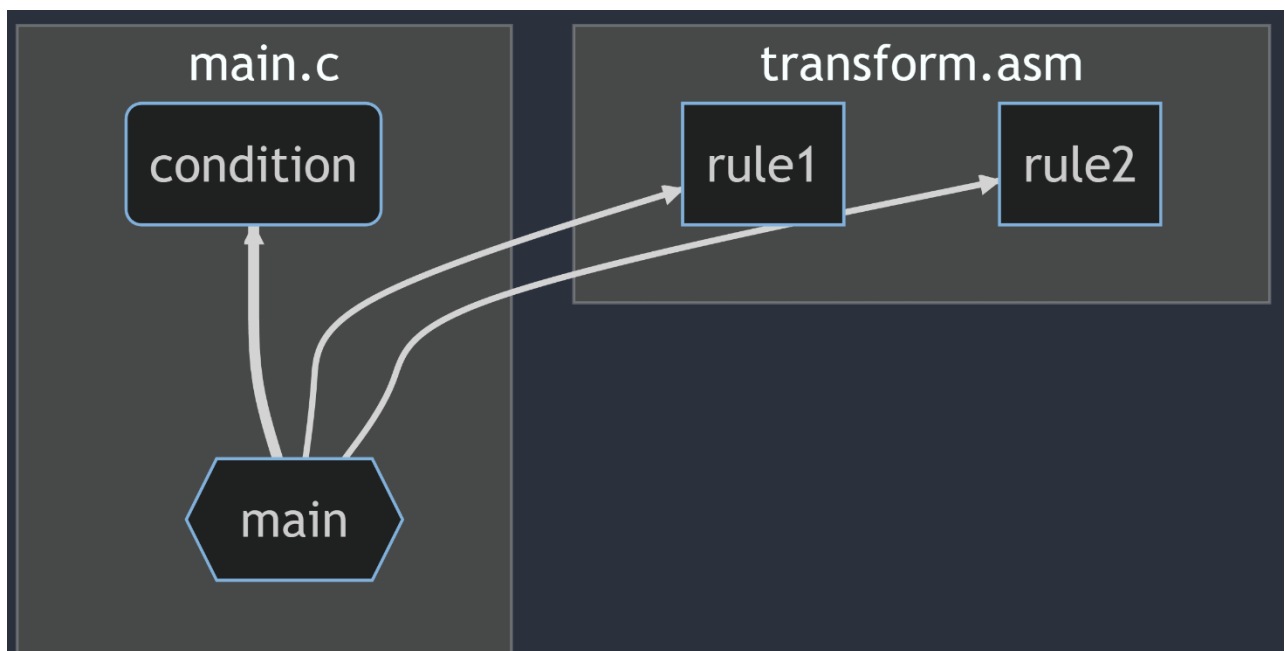 main.c
transform.asm
condition
rule1
rule2
main